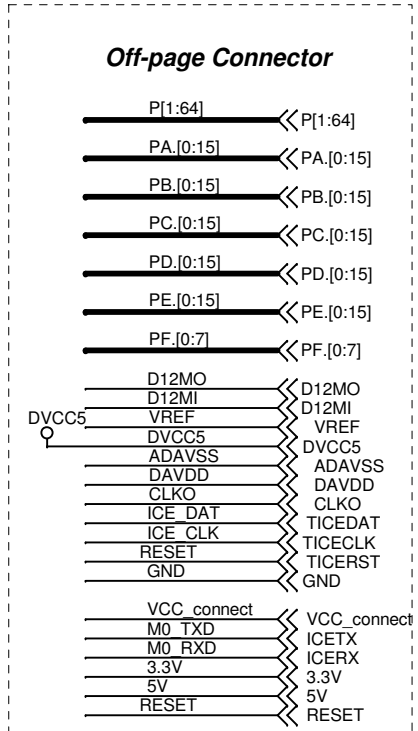 Off-page Connector
P[1:64] P[1:64]
PA.[0:15] PA.[0:15]
PB.[0:15] PB.[0:15]
PC.[0:15] PC.[0:15]
PD.[0:15] PD.[0:15]
PE.[0:15] PE.[0:15]
PF.[0:7] PF.[0:7]
D12MO D12MO
D12MI D12MI
VREF VREF
DVCC5 DVCC5 DVCC5
ADAVSS ADAVSS
DAVDD DAVDD
CLKO CLKO
ICE_DAT TICEDAT
ICE_CLK TICECLK
RESET TICERST
GND GND
VCC_connect VCC_connect
M0_TXD ICETX
M0_RXD ICERX
3.3V 3.3V
5V 5V
RESET RESET